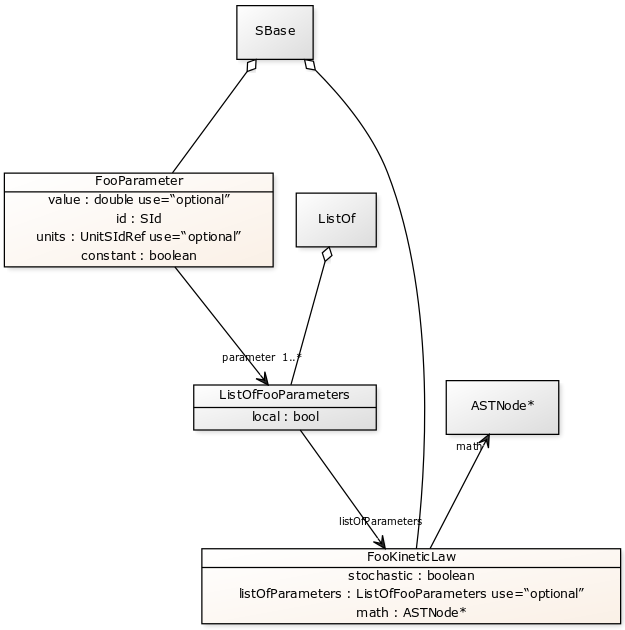 SBase
FooParameter
value : double use=“optional”
id : SId
units : UnitSIdRef use=“optional”
constant : boolean
ListOf
parameter 1..*
ListOfFooParameters
local : bool
ASTNode*
math
listOfParameters
FooKineticLaw
stochastic : boolean
listOfParameters : ListOfFooParameters use=“optional”
math : ASTNode*